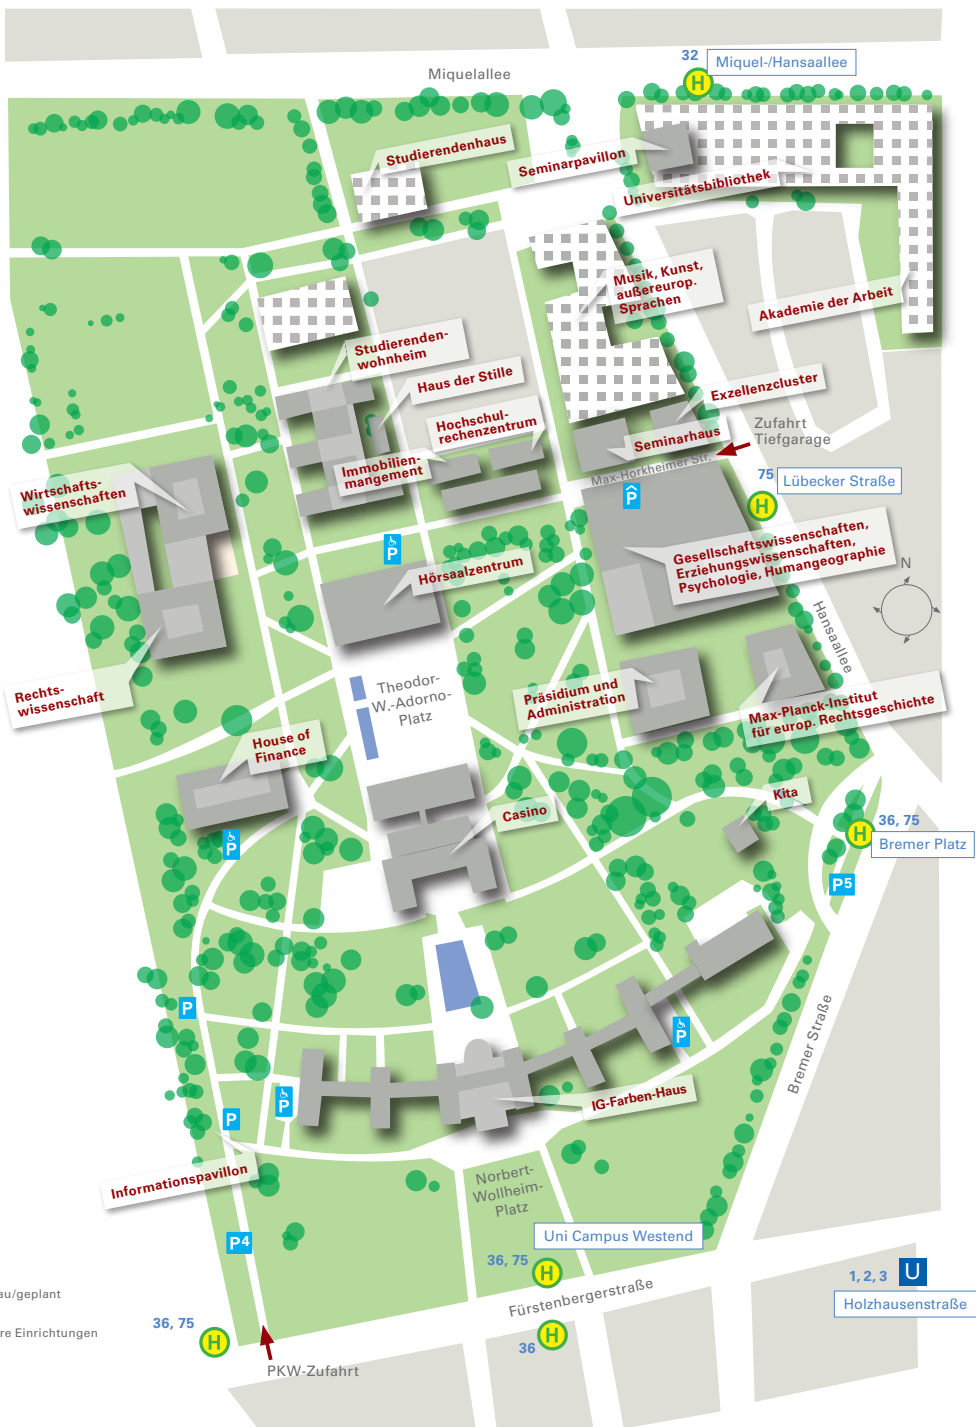 32
Miquel-/Hansaallee
H
Miquelallee
Studierendenhaus
Seminarpavillon
Universitätsbibliothek
Musik, Kunst,
außereurop.
Sprachen
Akademie der Arbeit
Studierenden-
wohnheim
Haus der Stille
Exzellenzcluster
Hochschul-
rechenzentrum
Seminarhaus
Zufahrt
Tiefgarage
Immobilien-
mangement
Max-Horkheimer Str.
75
Lübecker Straße
H
P
Wirtschafts-
wissenschaften
P
Hörsaalzentrum
Gesellschaftswissenschaften,
Erziehungswissenschaften,
Psychologie, Humangeographie
N
Hansaallee
Rechts-
wissenschaft
Theodor-
W.-Adorno-
Platz
Präsidium und
Administration
Max-Planck-Institut
für europ. Rechtsgeschichte
House of
Finance
Kita
Casino
36, 75
H
Bremer Platz
P
P5
P
P
Bremer Straße
P
P
IG-Farben-Haus
Informationspavillon
Norbert-
Wollheim-
Platz
P4
Uni Campus Westend
36, 75
H
1, 2, 3
U
Holzhausenstraße
Fürstenbergerstraße
au/geplant
36, 75
H
re Einrichtungen
36
H
PKW-Zufahrt